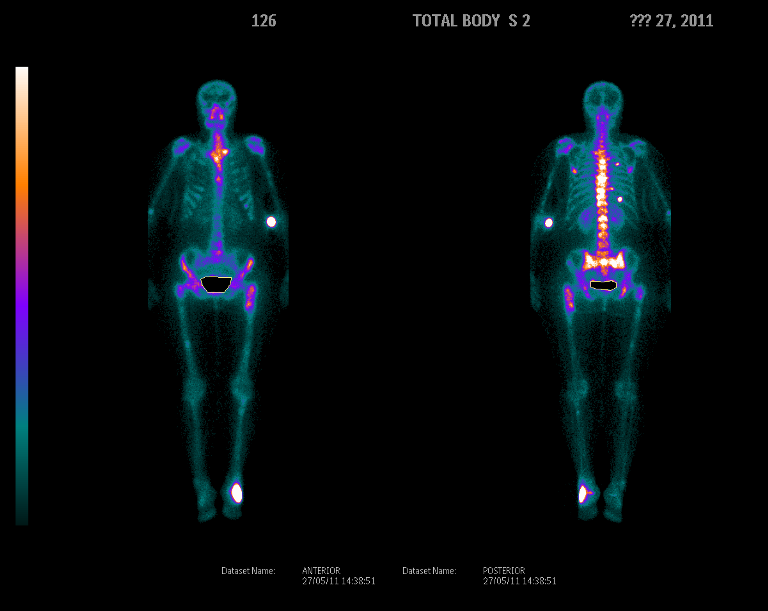 126 TOTAL BODY S 2 ??? 27, 2011
Dataset Name: ANTERIOR Dataset Name: POSTERIOR
27/05/11 14:38:51 27/05/11 14:38:51